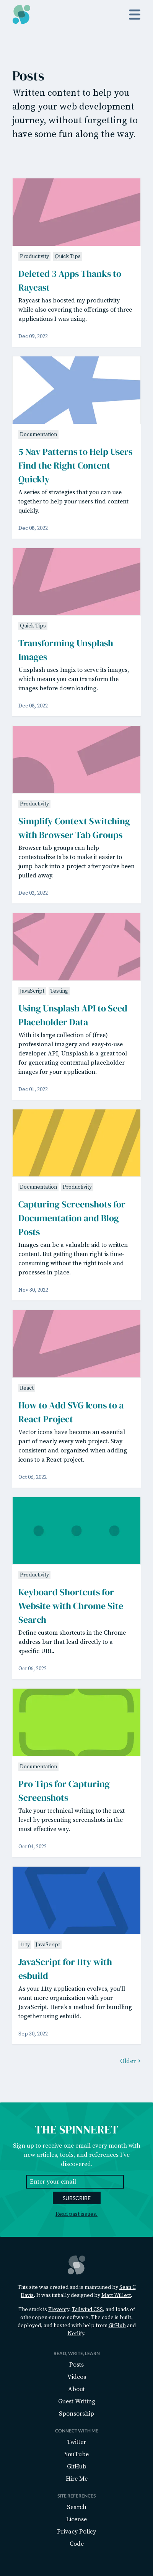 Posts
Written content to help you
along your web development
journey, without forgetting to
have some fun along the way.
Productivity Quick Tips
Deleted 3 Apps Thanks to
Raycast
Raycast has boosted my productivity
while also covering the offerings of three
applications I was using.
Dec 09, 2022
Documentation
5 Nav Patterns to Help Users
Find the Right Content
Quickly
A series of strategies that you can use
together to help your users find content
quickly.
Dec 08, 2022
Quick Tips
Transforming Unsplash
Images
Unsplash uses Imgix to serve its images,
which means you can transform the
images before downloading.
Dec 08, 2022
Productivity
Simplify Context Switching
with Browser Tab Groups
Browser tab groups can help
contextualize tabs to make it easier to
jump back into a project after you've been
pulled away.
Dec 02, 2022
JavaScript Testing
Using Unsplash API to Seed
Placeholder Data
With its large collection of (free)
professional imagery and easy to-use
developer API, Unsplash is a great tool
for generating contextual placeholder
images for your application.
Dec 01, 2022
Documentation Productivity
Capturing Screenshots for
Documentation and Blog
Posts
Images can be a valuable aid to written
content. But getting them right is time-
consuming without the right tools and
processes in place.
Nov 30, 2022
React
How to Add SVG Icons to a
React Project
Vector icons have become an essential
part of nearly every web project. Stay
consistent and organized when adding
icons to a React project.
Oct 06, 2022
Productivity
Keyboard Shortcuts for
Website with Chrome Site
Search
Define custom shortcuts in the Chrome
address bar that lead directly to a
specific URL.
Oct 06, 2022
Documentation
Pro Tips for Capturing
Screenshots
Take your technical writing to the next
level by presenting screenshots in the
most effective way.
Oct 04, 2022
11ty JavaScript
JavaScript for 11ty with
esbuild
As your 11ty application evolves, you'll
want more organization with your
JavaScript. Here's a method for bundling
together using esbuild.
Sep 30, 2022
Older >
THE SPINNERET
Sign up to receive one email every month with
new articles, tools, and references I've
discovered.
Enter your email
SUBSCRIBE
Read past issues.
This site was created and is maintained by Sean C
Davis. It was initially designed by Matt Willett.
The stack is Eleventy, Tailwind CSS, and loads of
other open source software. The code is built,
deployed, and hosted with help from GitHub and
Netlify.
READ, WRITE, LEARN
Posts
Videos
About
Guest Writing
Sponsorship
CONNECT WITH ME
Twitter
YouTube
GitHub
Hire Me
SITE REFERENCES
Search
License
Privacy Policy
Code